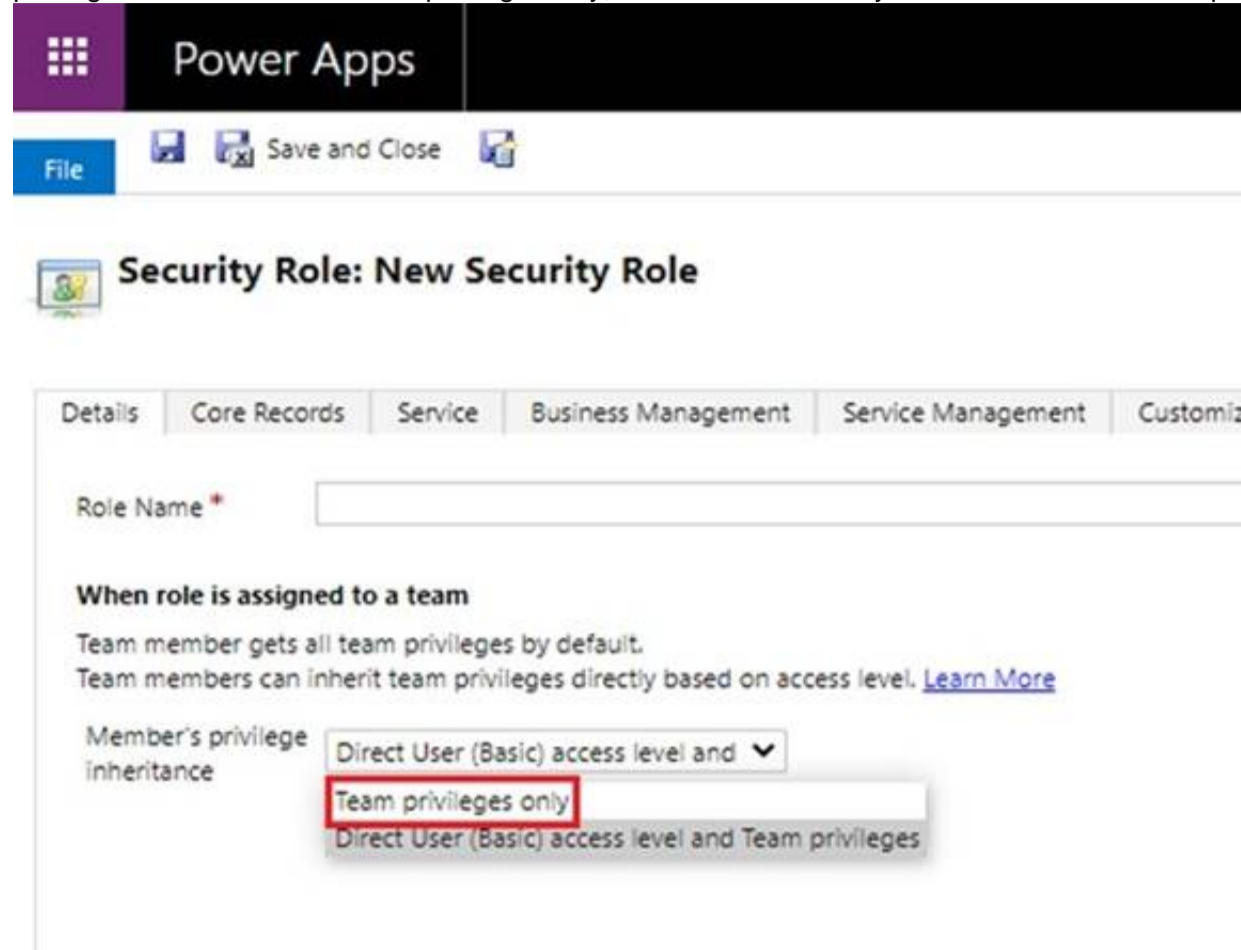 Power Apps
File
Save and Close
Security Role: New Security Role
Details Core Records Service Business Management Service Management Customiz
Role Name *
When role is assigned to a team
Team member gets all team privileges by default.
Team members can inherit team privileges directly based on access level. Learn More
Member's privilege
inheritance
Direct User (Basic) access level and
Team privileges only
Direct User (Basic) access level and Team privileges